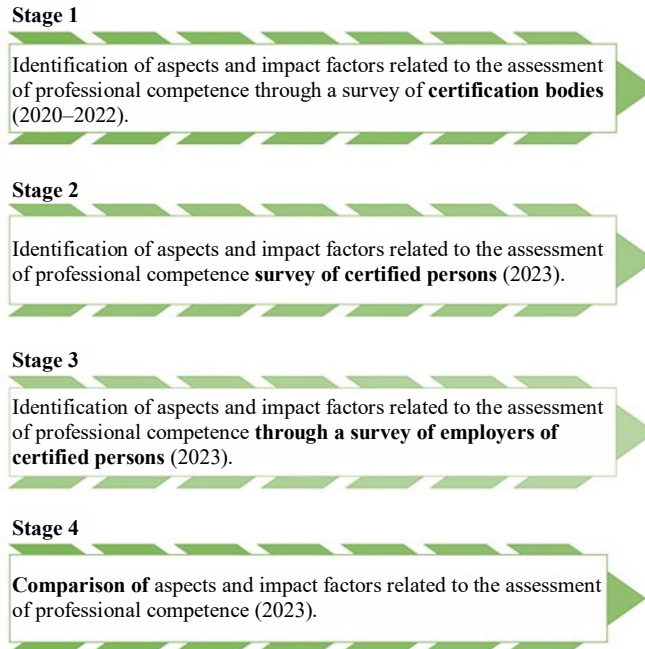 Stage 1
Identification of aspects and impact factors related to the assessment
of professional competence through a survey of certification bodies
(2020–2022).
Stage 2
Identification of aspects and impact factors related to the assessment
of professional competence survey of certified persons (2023).
Stage 3
Identification of aspects and impact factors related to the assessment
of professional competence through a survey of employers of
certified persons (2023).
Stage 4
Comparison of aspects and impact factors related to the assessment
of professional competence (2023).